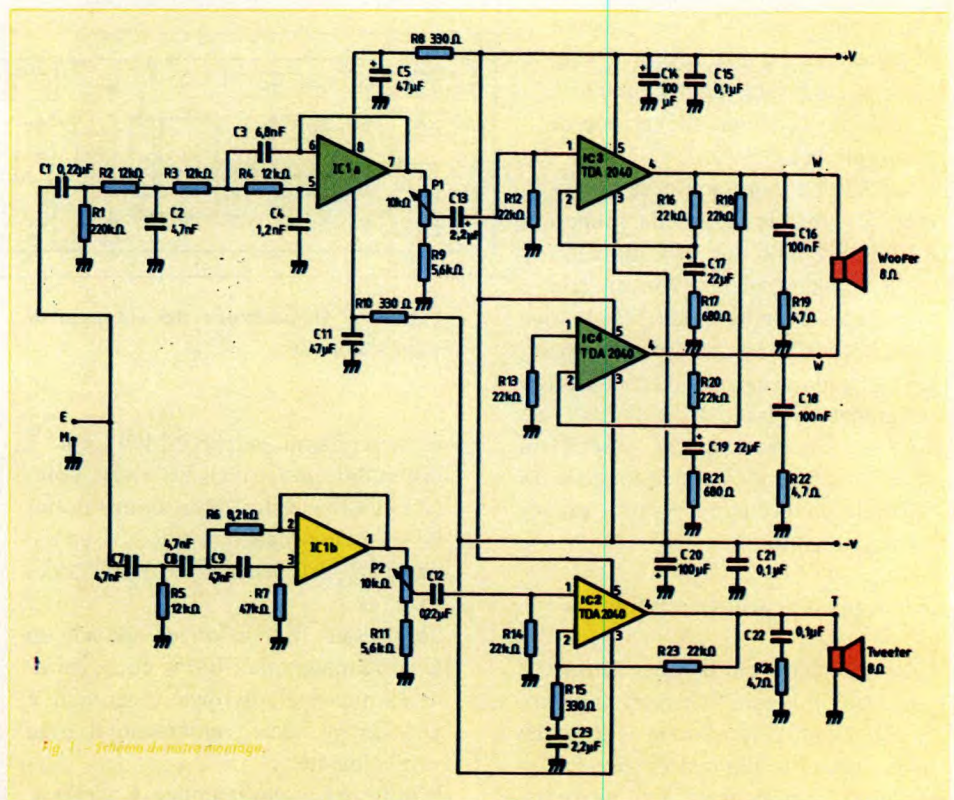 R8 330Ω
+V
C5
47µF
C14
100
µF
C15
0,1µF
C3 6,8nF
6
8
IC1a
7
5
C1 0,22µF
R2 12kΩ
R3 12kΩ
R4 12kΩ
R1
220kΩ
C2
4,7nF
C4
1,2nF
P1
10kΩ
C13
2,2µF
R9
5,6kΩ
R12
22kΩ
1
IC3
TDA 2040
5
4
2
3
W
R16
22kΩ
R18
22kΩ
C16
100nF
C17
22µF
R17
680Ω
R19
4,7Ω
Woofer
8Ω
R10 330 Ω
C11
47µF
R13
22kΩ
1
IC4
TDA 2040
5
4
2
3
W
R20
22kΩ
C18
100nF
C19 22µF
R21
680Ω
R22
4,7Ω
E
M
-V
C20
100µF
C21
0,1µF
R6 8,2kΩ
2
IC1b
1
3
C7
4,7nF
4,7nF
C8
C9
47nF
R5
12kΩ
R7
47kΩ
P2
10kΩ
C12
0,22µF
R11
5,6kΩ
R14
22kΩ
1
IC2
TDA2040
5
4
2
3
T
R23 22kΩ
C22
0,1µF
R24
4,7Ω
Tweeter
8Ω
R15
330Ω
C23
2,2µF
Fig. 1. - Schéma de notre montage.